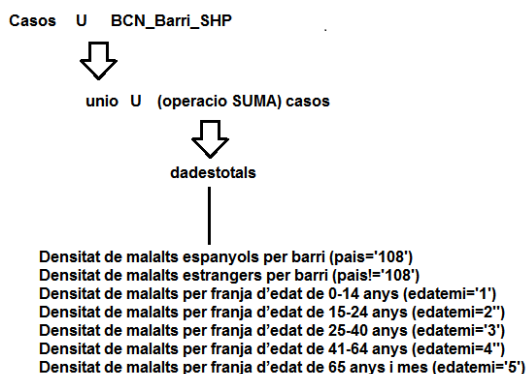 Casos U BCN_Barri_SHP
unio U (operacio SUMA) casos
dadestotals
Densitat de malalts espanyols per barri (pais='108')
Densitat de malalts estrangers per barri (pais!='108')
Densitat de malalts per franja d'edat de 0-14 anys (edatemi='1')
Densitat de malalts per franja d'edat de 15-24 anys (edatemi=2'')
Densitat de malalts per franja d'edat de 25-40 anys (edatemi='3')
Densitat de malalts per franja d'edat de 41-64 anys (edatemi=4'')
Densitat de malalts per franja d'edat de 65 anys i mes (edatemi='5')